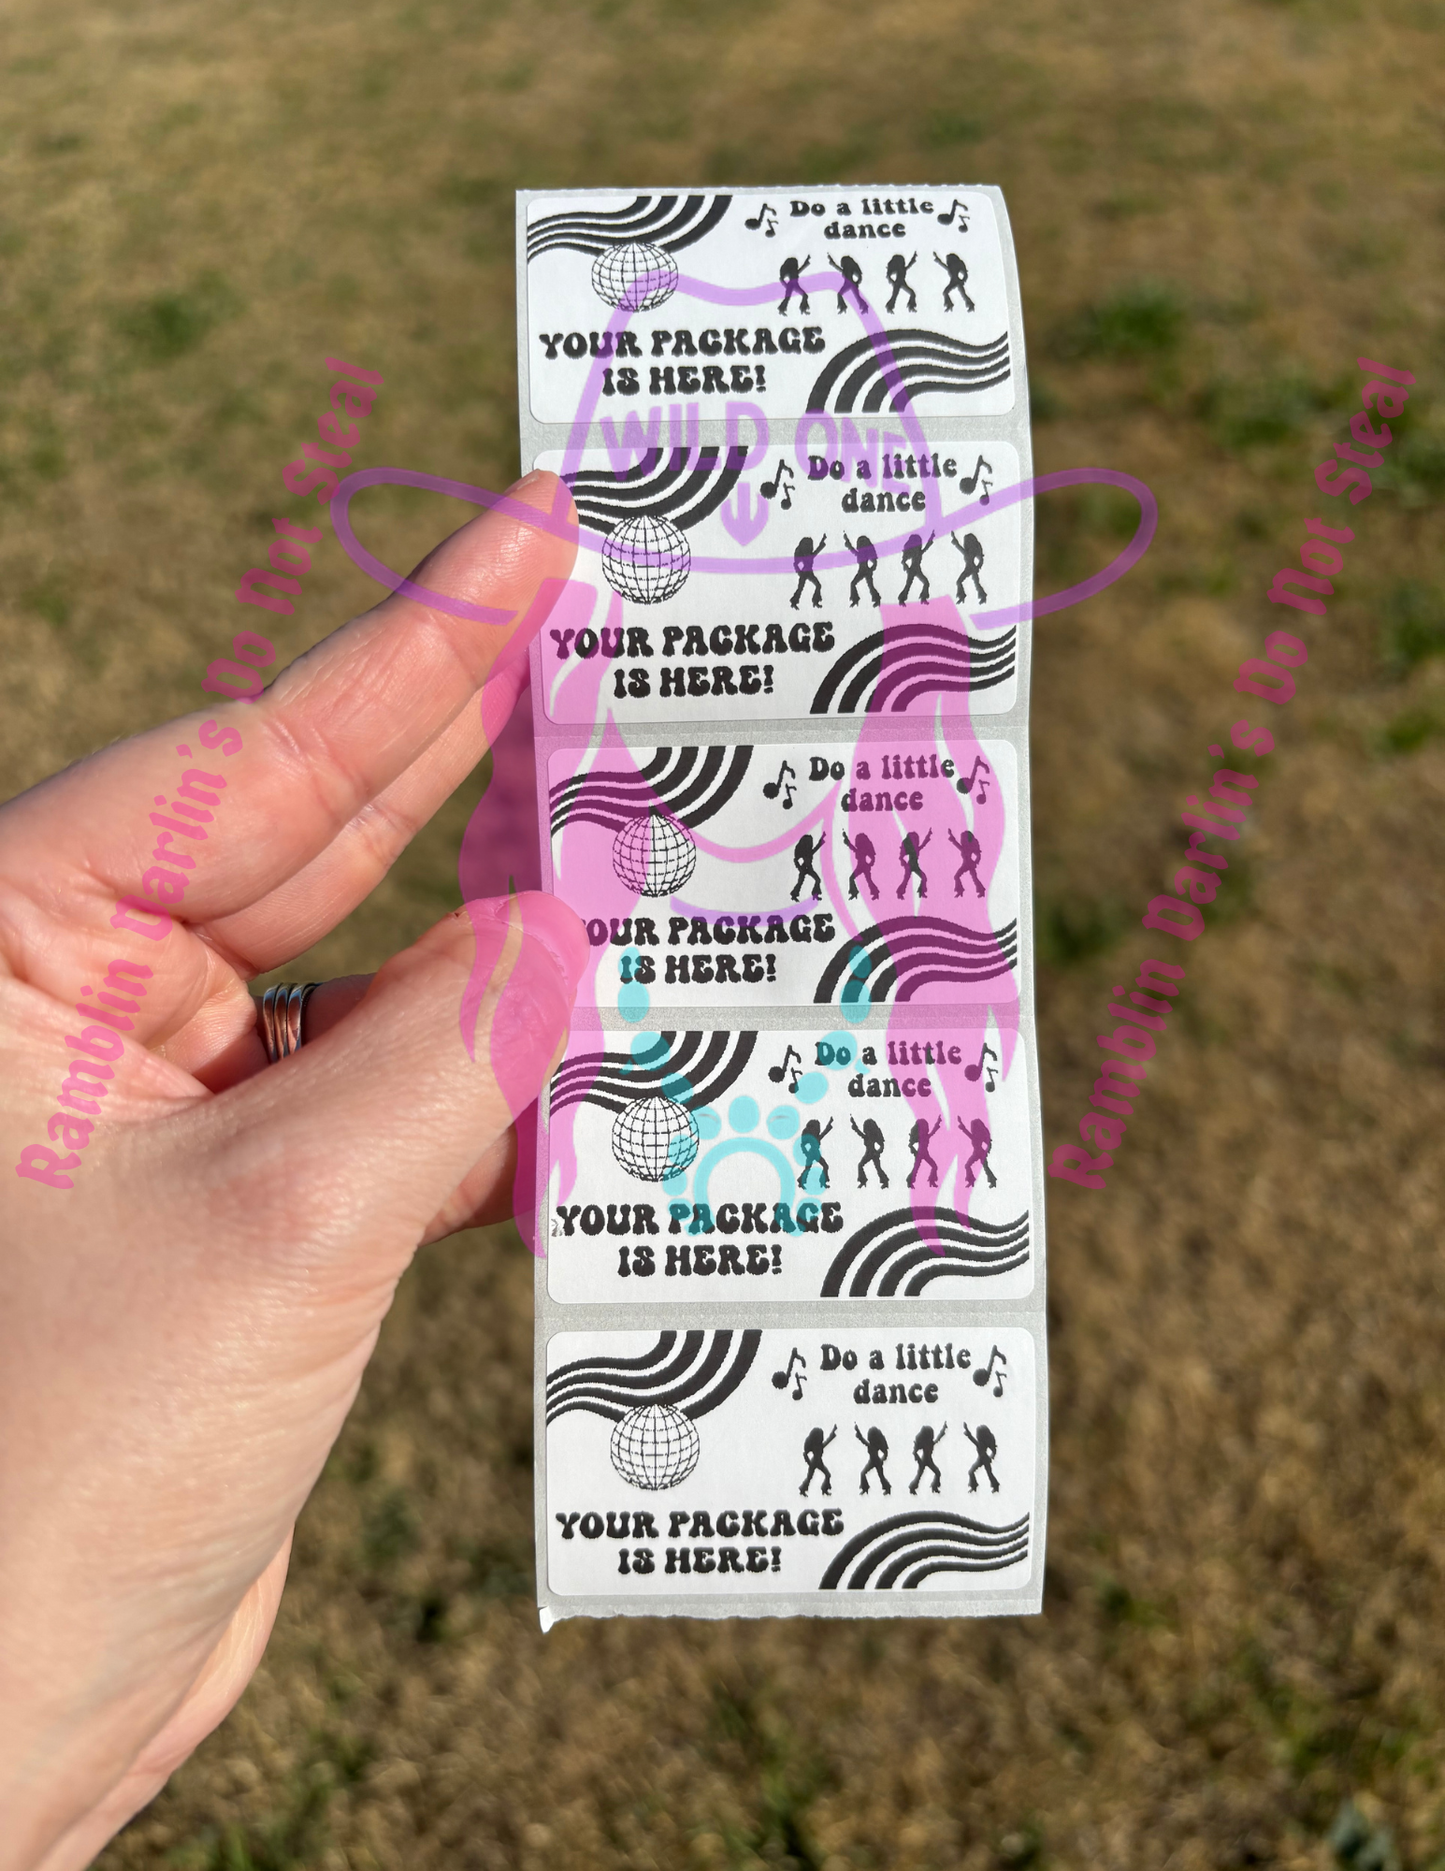 Do a little
dance
YOUR PACKAGE
IS HERE!
WILD ONE
Do a little
dance
YOUR PACKAGE
IS HERE!
Do a little
dance
OUR PACKAGE
IS HERE!
Do a little
dance
YOUR PACKAGE
IS HERE!
Do a little
dance
YOUR PACKAGE
IS HERE!
Ramblin Darlin's Do Not Steal
Ramblin Darlin's Do Not Steal